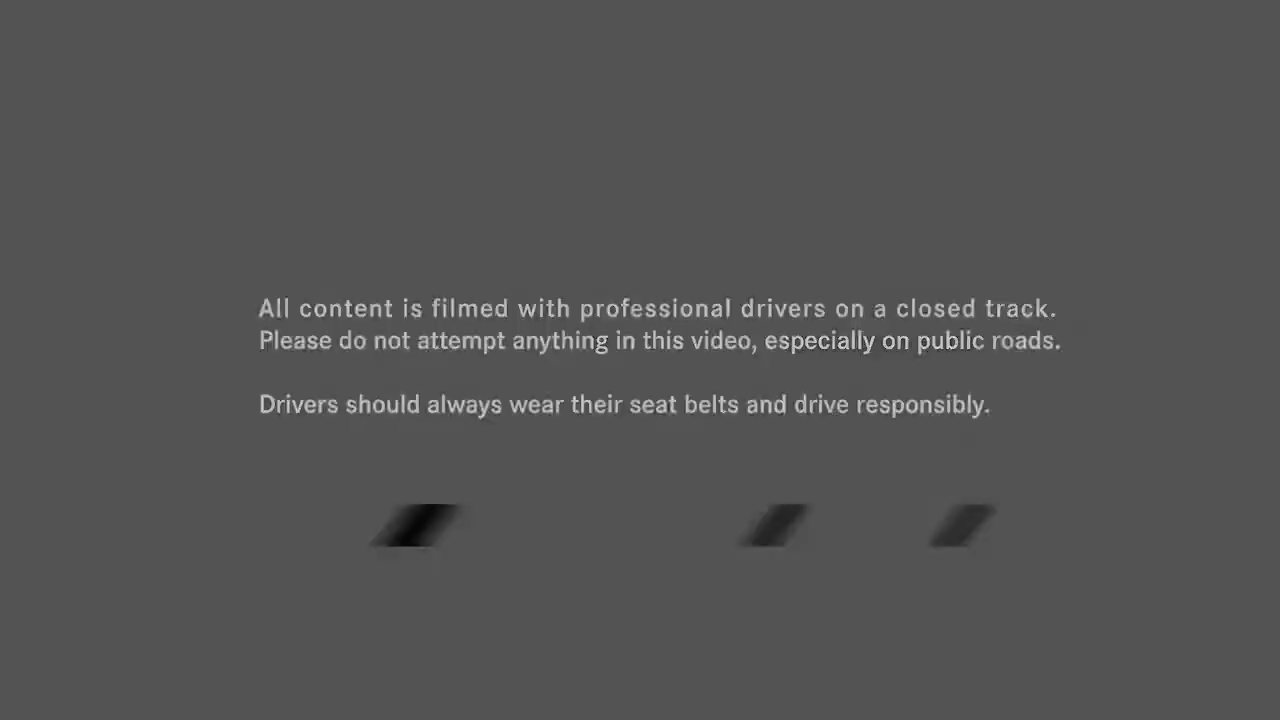 All content is filmed with professional drivers on a closed track.
Please do not attempt anything in this video, especially on public roads.
Drivers should always wear their seat belts and drive responsibly.